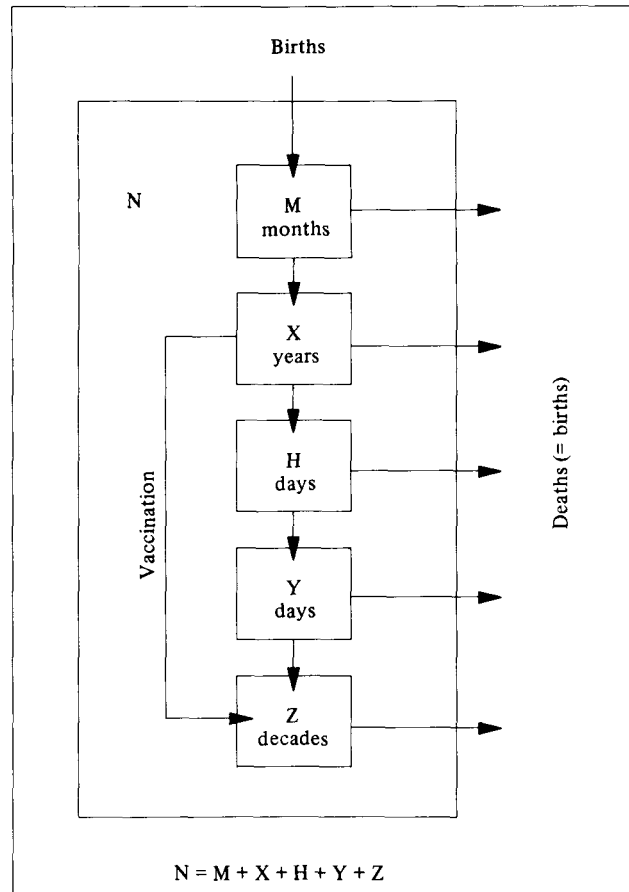 Births
N
M
months
X
years
H
days
Y
days
Z
decades
Vaccination
Deaths (= births)
N = M + X + H + Y + Z